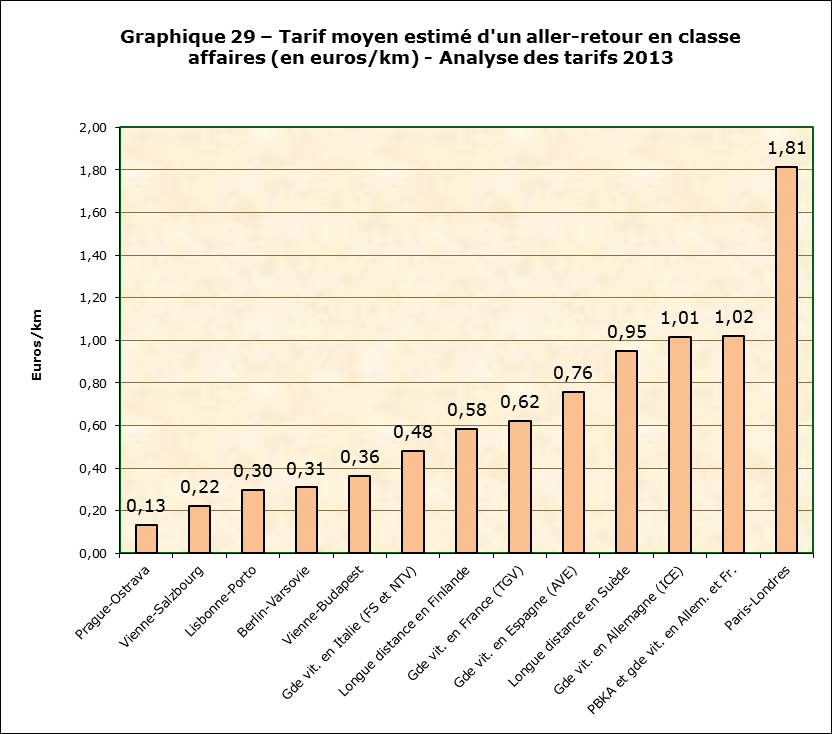 Graphique 29 – Tarif moyen estimé d'un aller-retour en classe
affaires (en euros/km) - Analyse des tarifs 2013
2,00
1,80
1,60
1,40
1,20
1,00
0,80
0,60
0,40
0,20
0,00
Euros/km
0,13
0,22
0,30
0,31
0,36
0,48
0,58
0,62
0,76
0,95
1,01
1,02
1,81
Prague-Ostrava
Vienne-Salzbourg
Lisbonne-Porto
Berlin-Varsovie
Vienne-Budapest
Gde vit. en Italie (FS et NTV)
Longue distance en Finlande
Gde vit. en France (TGV)
Gde vit. en Espagne (AVE)
Longue distance en Suède
Gde vit. en Allemagne (ICE)
PBKA et gde vit. en Allem. et Fr.
Paris-Londres